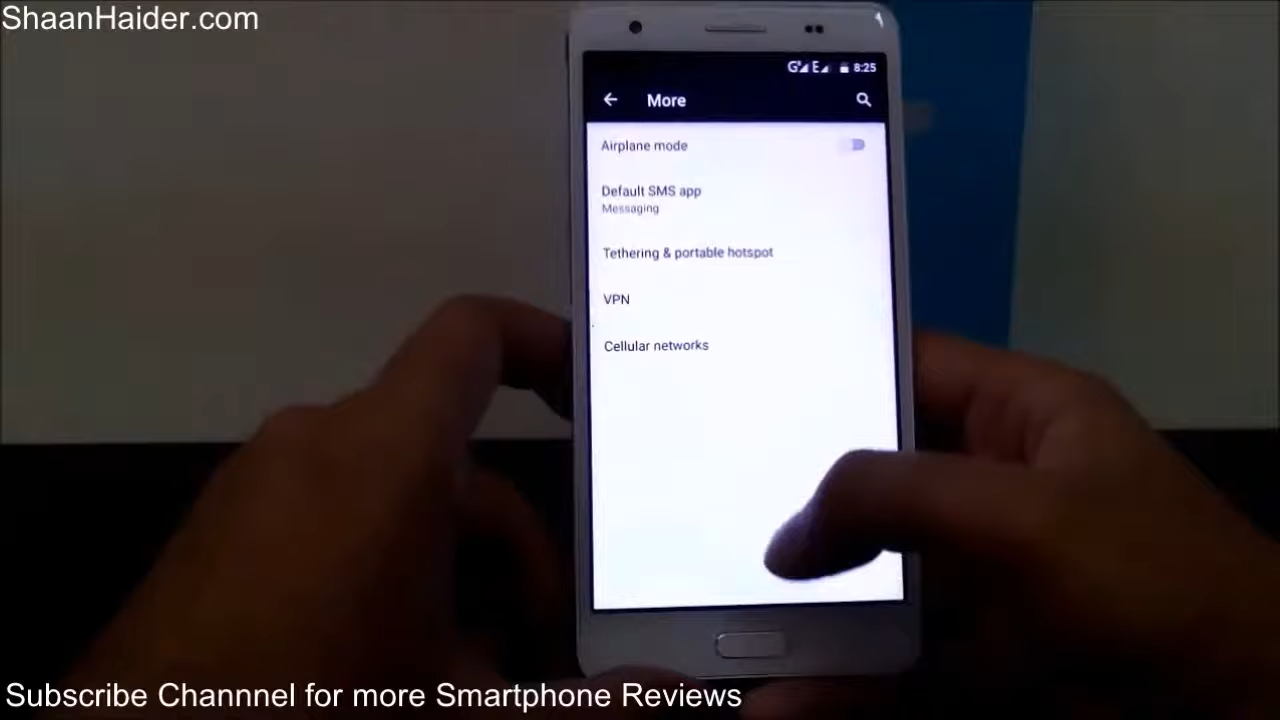 ShaanHaider.com
G E 8:25
More
Airplane mode
Default SMS app
Messaging
Tethering & portable hotspot
VPN
Cellular networks
Subscribe Channnel for more Smartphone Reviews